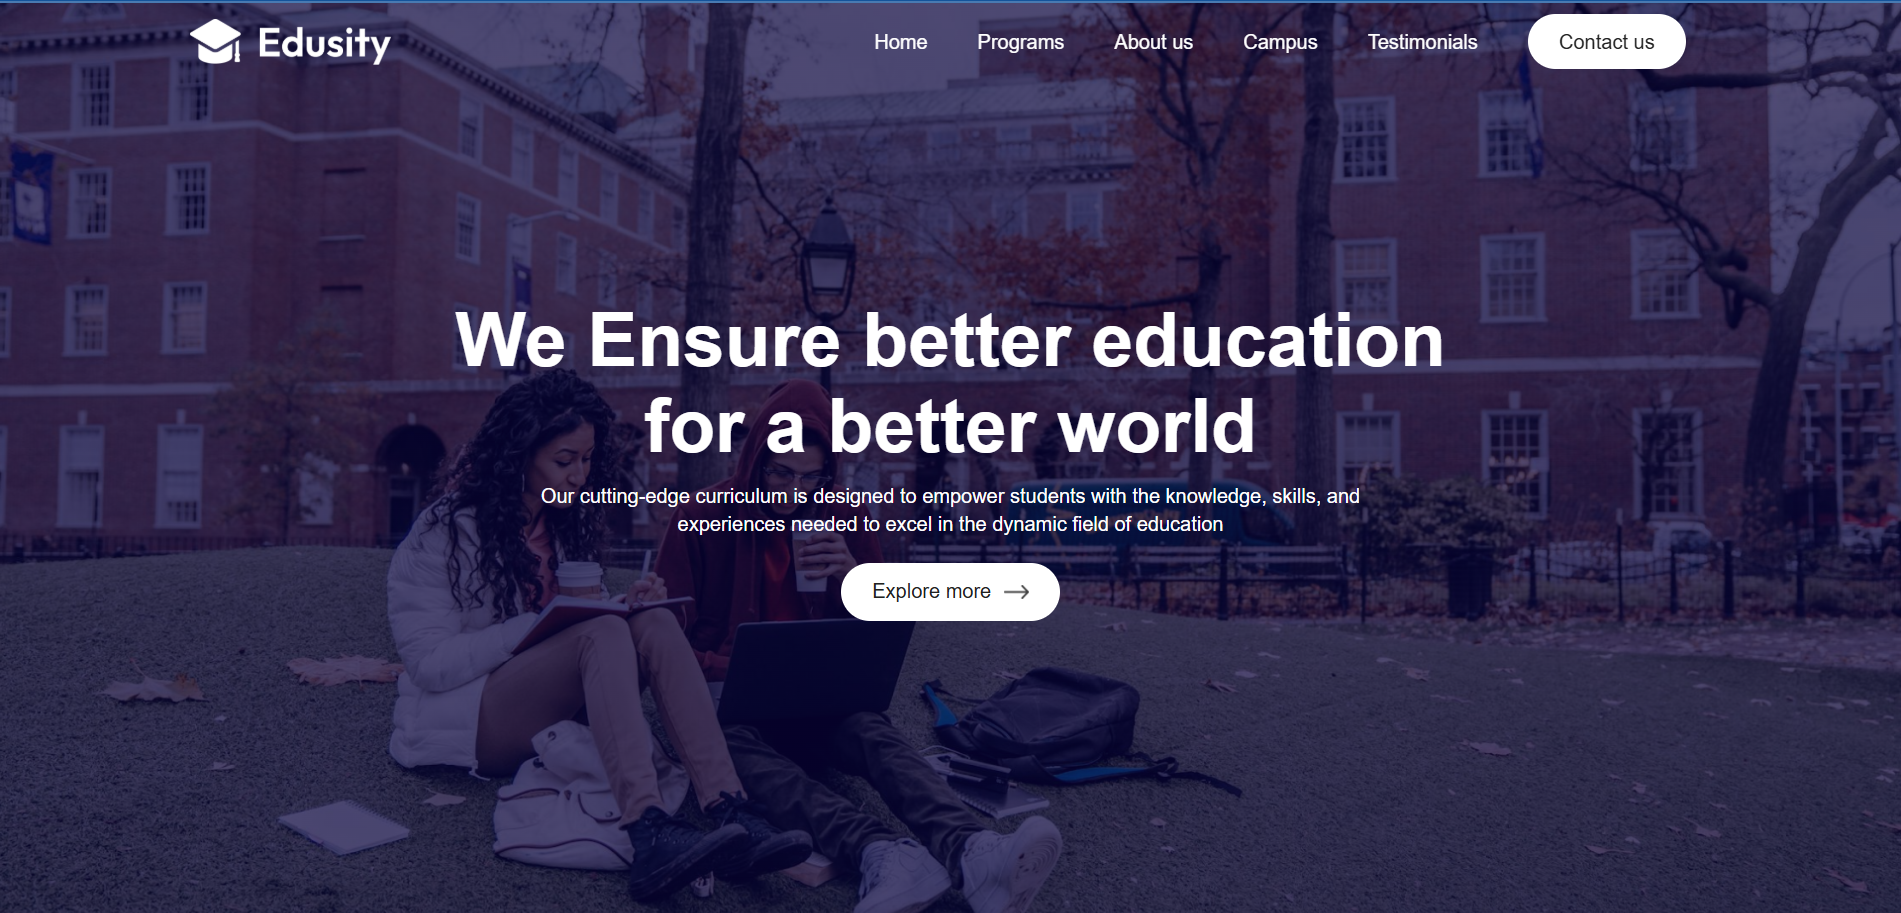 Edusity
Home
Programs
About us
Campus
Testimonials
Contact us
We Ensure better education
for a better world
Our cutting-edge curriculum is designed to empower students with the knowledge, skills, and
experiences needed to excel in the dynamic field of education
Explore more